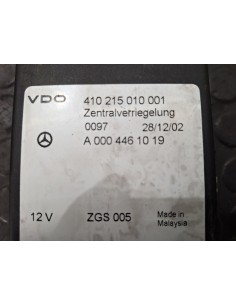 VDO 410 215 010 001
Zentralverriegelung
0097 28/12/02
A 000 446 10 19
12 V ZGS 005 Made in
Malaysia